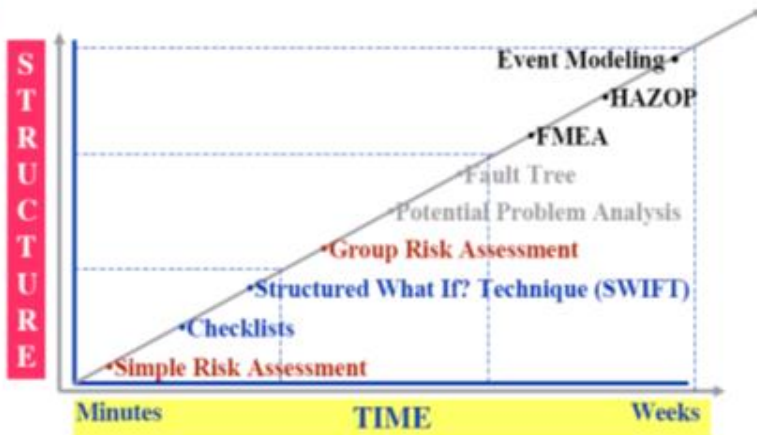 STRUCTURE
Event Modeling
HAZOP
FMEA
Fault Tree
Potential Problem Analysis
Group Risk Assessment
Structured What If? Technique (SWIFT)
Checklists
Simple Risk Assessment
Minutes
TIME
Weeks